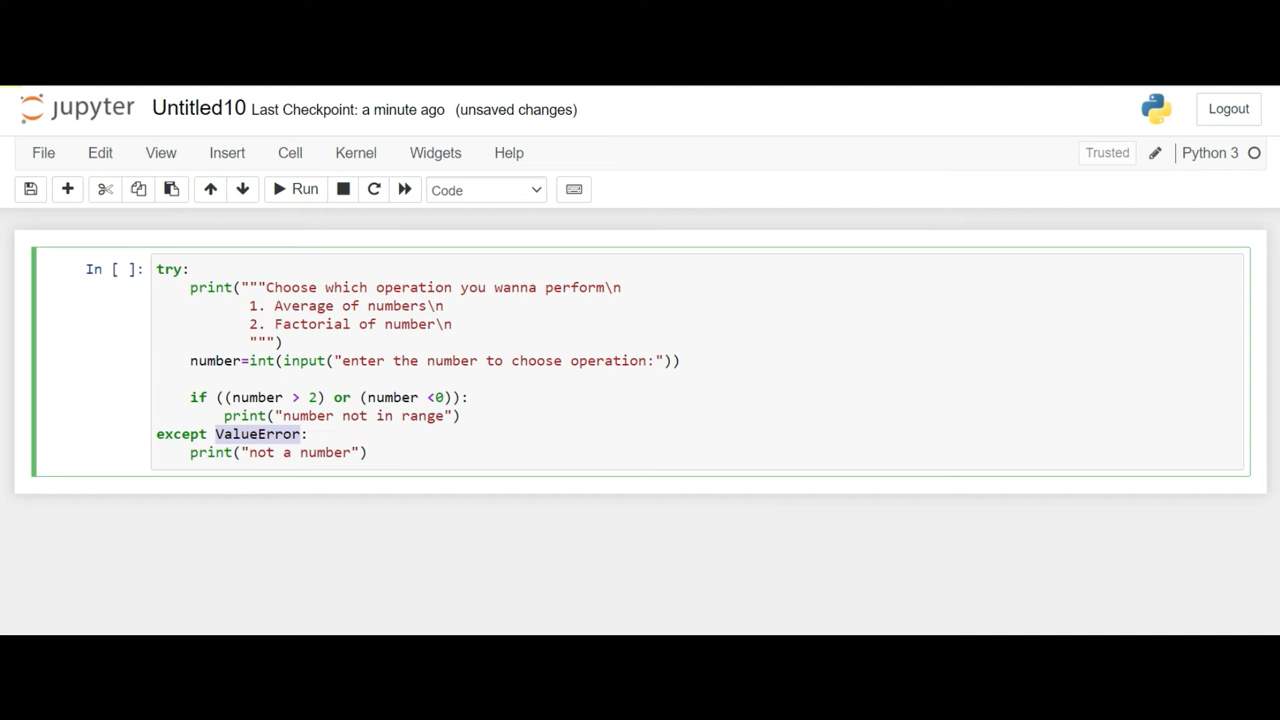 jupyter Untitled10 Last Checkpoint: a minute ago (unsaved changes) Logout
File Edit View Insert Cell Kernel Widgets Help Trusted Python 3
Run Code
In [ ]: try:
    print("""Choose which operation you wanna perform\n
           1. Average of numbers\n
           2. Factorial of number\n
           """)
    number=int(input("enter the number to choose operation:"))
    if ((number > 2) or (number <0)):
        print("number not in range")
except ValueError:
    print("not a number")